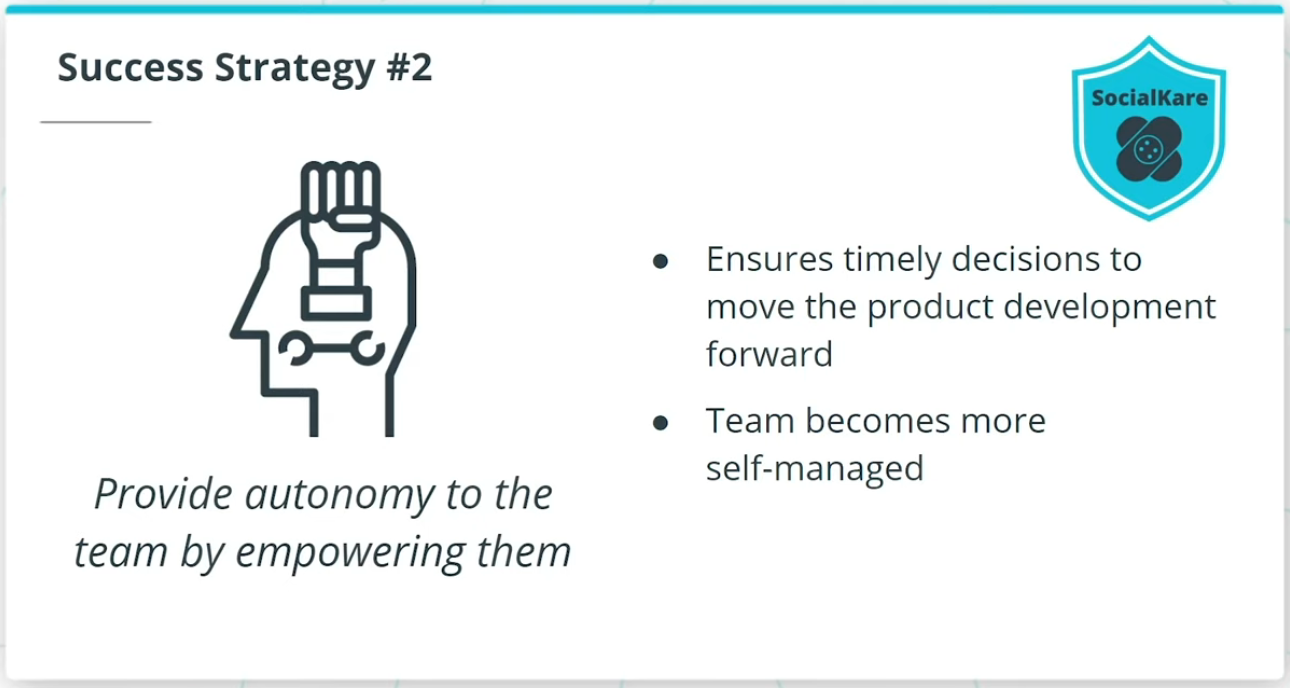 Success Strategy #2
SocialKare
Provide autonomy to the
team by empowering them
● Ensures timely decisions to
move the product development
forward
● Team becomes more
self-managed